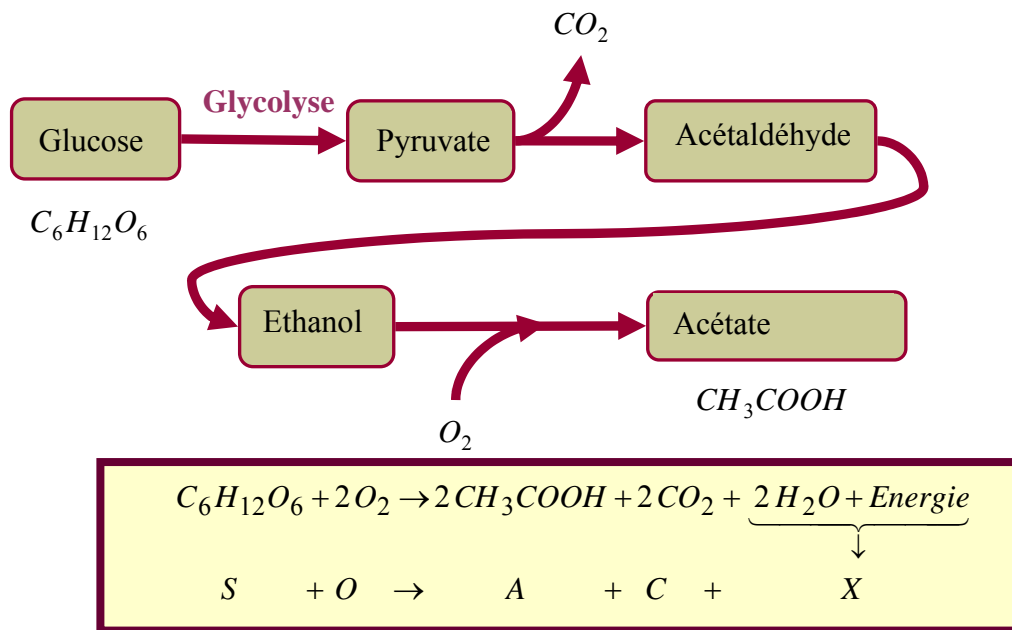 CO₂
Glycolyse
Glucose
Pyruvate
Acétaldéhyde
C₆H₁₂O₆
Ethanol
Acétate
CH₃COOH
O₂
C₆H₁₂O₆ + 2O₂ → 2CH₃COOH + 2CO₂ + 2H₂O + Energie
↓
S + O → A + C + X